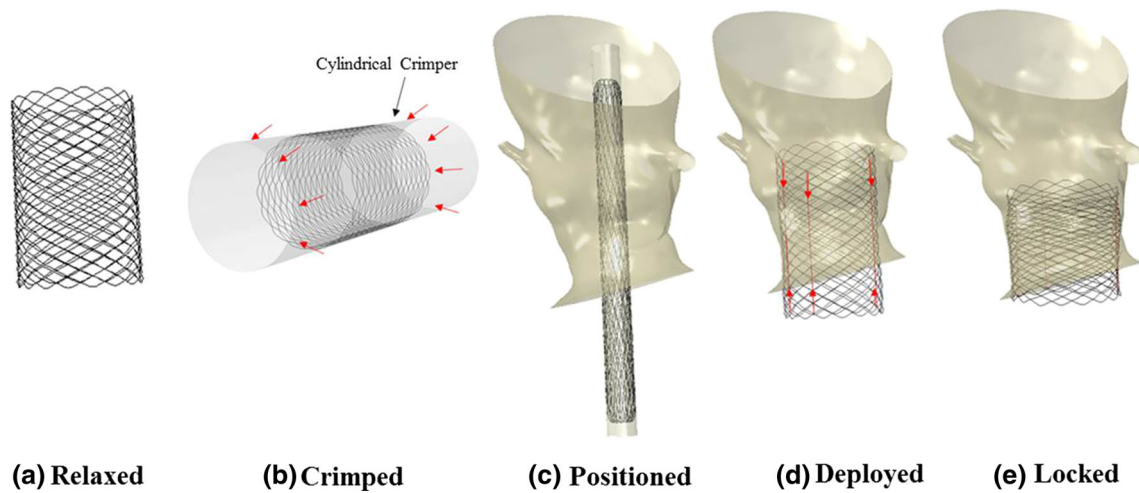 Cylindrical Crimper
(a) Relaxed
(b) Crimped
(c) Positioned
(d) Deployed
(e) Locked